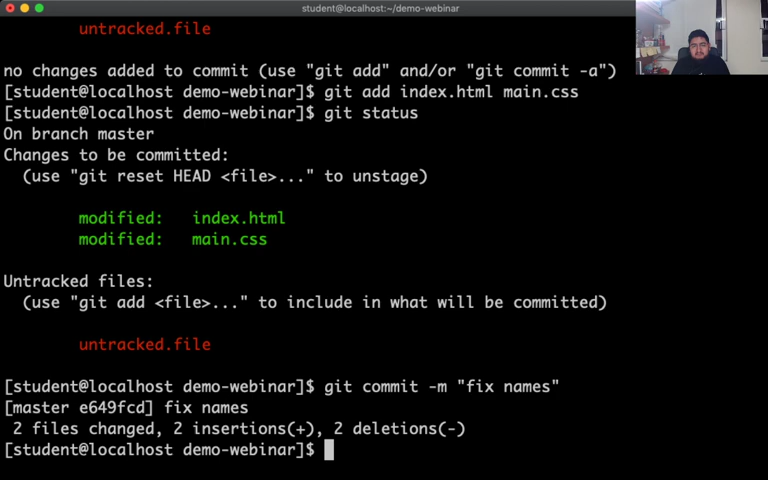 student@localhost:~/demo-webinar
untracked.file
no changes added to commit (use "git add" and/or "git commit -a")
[student@localhost demo-webinar]$ git add index.html main.css
[student@localhost demo-webinar]$ git status
On branch master
Changes to be committed:
(use "git reset HEAD <file>..." to unstage)
modified: index.html
modified: main.css
Untracked files:
(use "git add <file>..." to include in what will be committed)
untracked.file
[student@localhost demo-webinar]$ git commit -m "fix names"
[master e649fcd] fix names
2 files changed, 2 insertions(+), 2 deletions(-)
[student@localhost demo-webinar]$